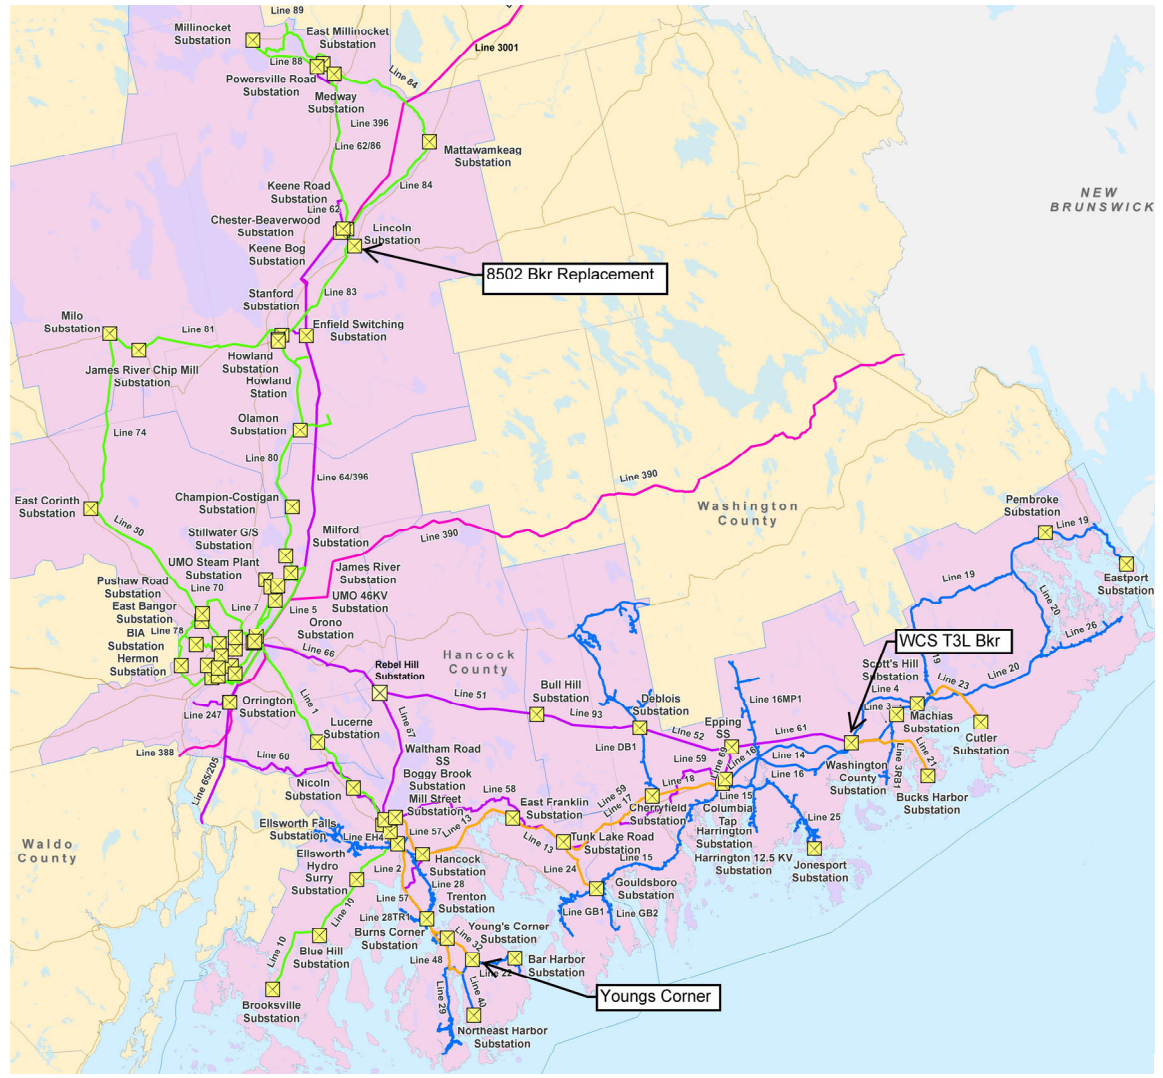 Line 89
Millinocket
Substation
East Millinocket
Substation
Line 3001
Line 88
Line 84
Powersville Road
Substation
Medway
Substation
Line 396
Line 62/86
Mattawamkeag
Substation
Keene Road
Substation
Line 84
Line 62
Chester-Beaverwood
Substation
Lincoln
Substation
Keene Bog
Substation
8502 Bkr Replacement
NEW
BRUNSWICK
Line 83
Stanford
Substation
Milo
Substation
Line 81
Enfield Switching
Substation
James River Chip Mill
Substation
Howland
Substation
Howland
Station
Olamon
Substation
Line 74
Line 80
Line 64/396
Line 390
East Corinth
Substation
Champion-Costigan
Substation
Washington
County
Pembroke
Substation
Line 19
Line 50
Stillwater G/S
Substation
Milford
Substation
Line 390
UMO Steam Plant
Substation
James River
Substation
Eastport
Substation
Pushaw Road
Substation
Line 70
UMO 46KV
Substation
Line 19
Line 20
East Bangor
Substation
Line 7
Line 5
Orono
Substation
Line 26
BIA
Substation
Line 78
Line 66
Hancock
County
WCS T3L Bkr
Hermon
Substation
Rebel Hill
Substation
Scott's Hill
Substation
19
Line 20
Line 23
Line 51
Bull Hill
Substation
Deblois
Substation
Line 16MP1
Line 4
Line 3
Orrington
Substation
Line 247
Line 1
Line 93
Epping
SS
Line 61
Machias
Substation
Cutler
Substation
Lucerne
Substation
Line 67
Line DB1
Line 52
Line 388
Line 60
Waltham Road
SS
Line 59
Line 69
Line 16
Line 14
Line 16
Washington
County
Substation
Line RB1
Line 21
Bucks Harbor
Substation
Line 65/205
Nicoln
Substation
Boggy Brook
Substation
Mill Street
Substation
Line 58
East Franklin
Substation
Line 59
Line 17
Line 18
Cherryfield
Substation
Line 15
Columbia
Tap
Line 25
Ellsworth Falls
Substation
Line EH4
Line 57
Line 13
Line 13
Tunk Lake Road
Substation
Harrington
Substation
Waldo
County
Ellsworth
Hydro
Surry
Substation
Line 2
Hancock
Substation
Line 24
Line 15
Harrington 12.5 KV
Substation
Jonesport
Substation
Line 28
Line 57
Trenton
Substation
Gouldsboro
Substation
Line 10
Line 28TR1
Line GB1
Line GB2
Burns Corner
Substation
Young's Corner
Substation
Line 32
Line 10
Blue Hill
Substation
Line 48
Line 22
Bar Harbor
Substation
Line 29
Line 40
Youngs Corner
Brooksville
Substation
Northeast Harbor
Substation